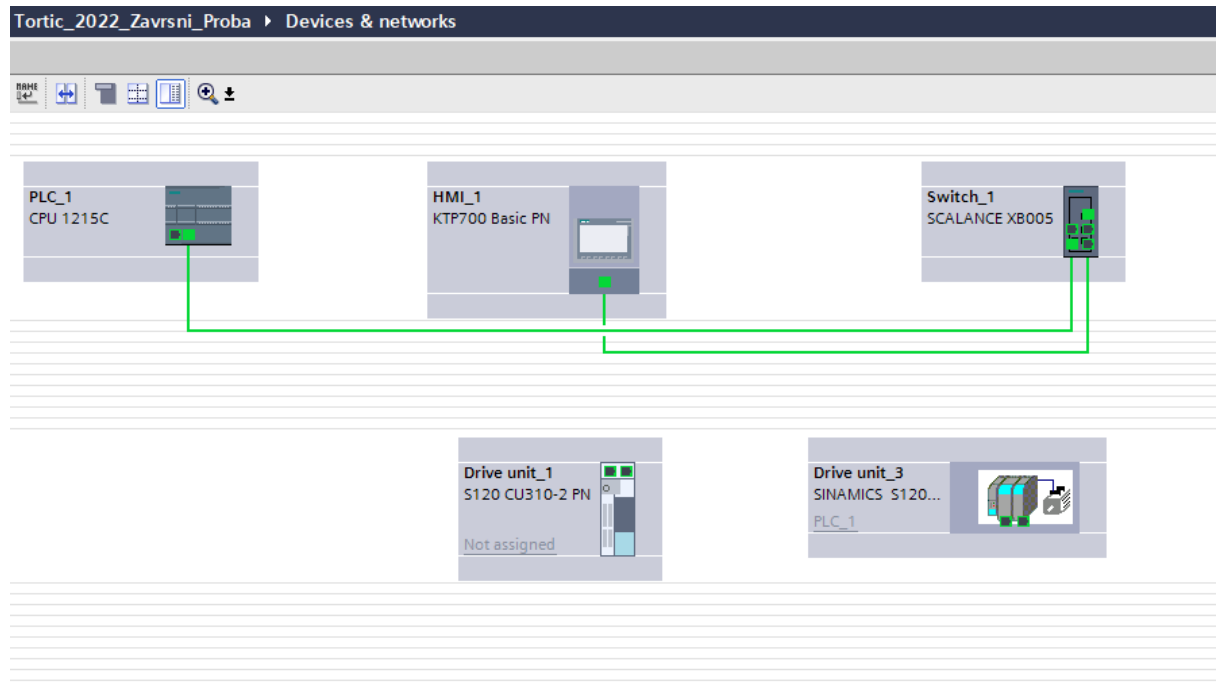 Tortic_2022_Zavrsni_Proba ▸ Devices & networks
NAME
PLC_1
CPU 1215C
HMI_1
KTP700 Basic PN
Switch_1
SCALANCE XB005
Drive unit_1
S120 CU310-2 PN
Not assigned
Drive unit_3
SINAMICS S120...
PLC_1